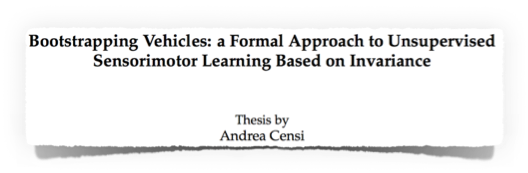 Bootstrapping Vehicles: a Formal Approach to Unsupervised
Sensorimotor Learning Based on Invariance
Thesis by
Andrea Censi